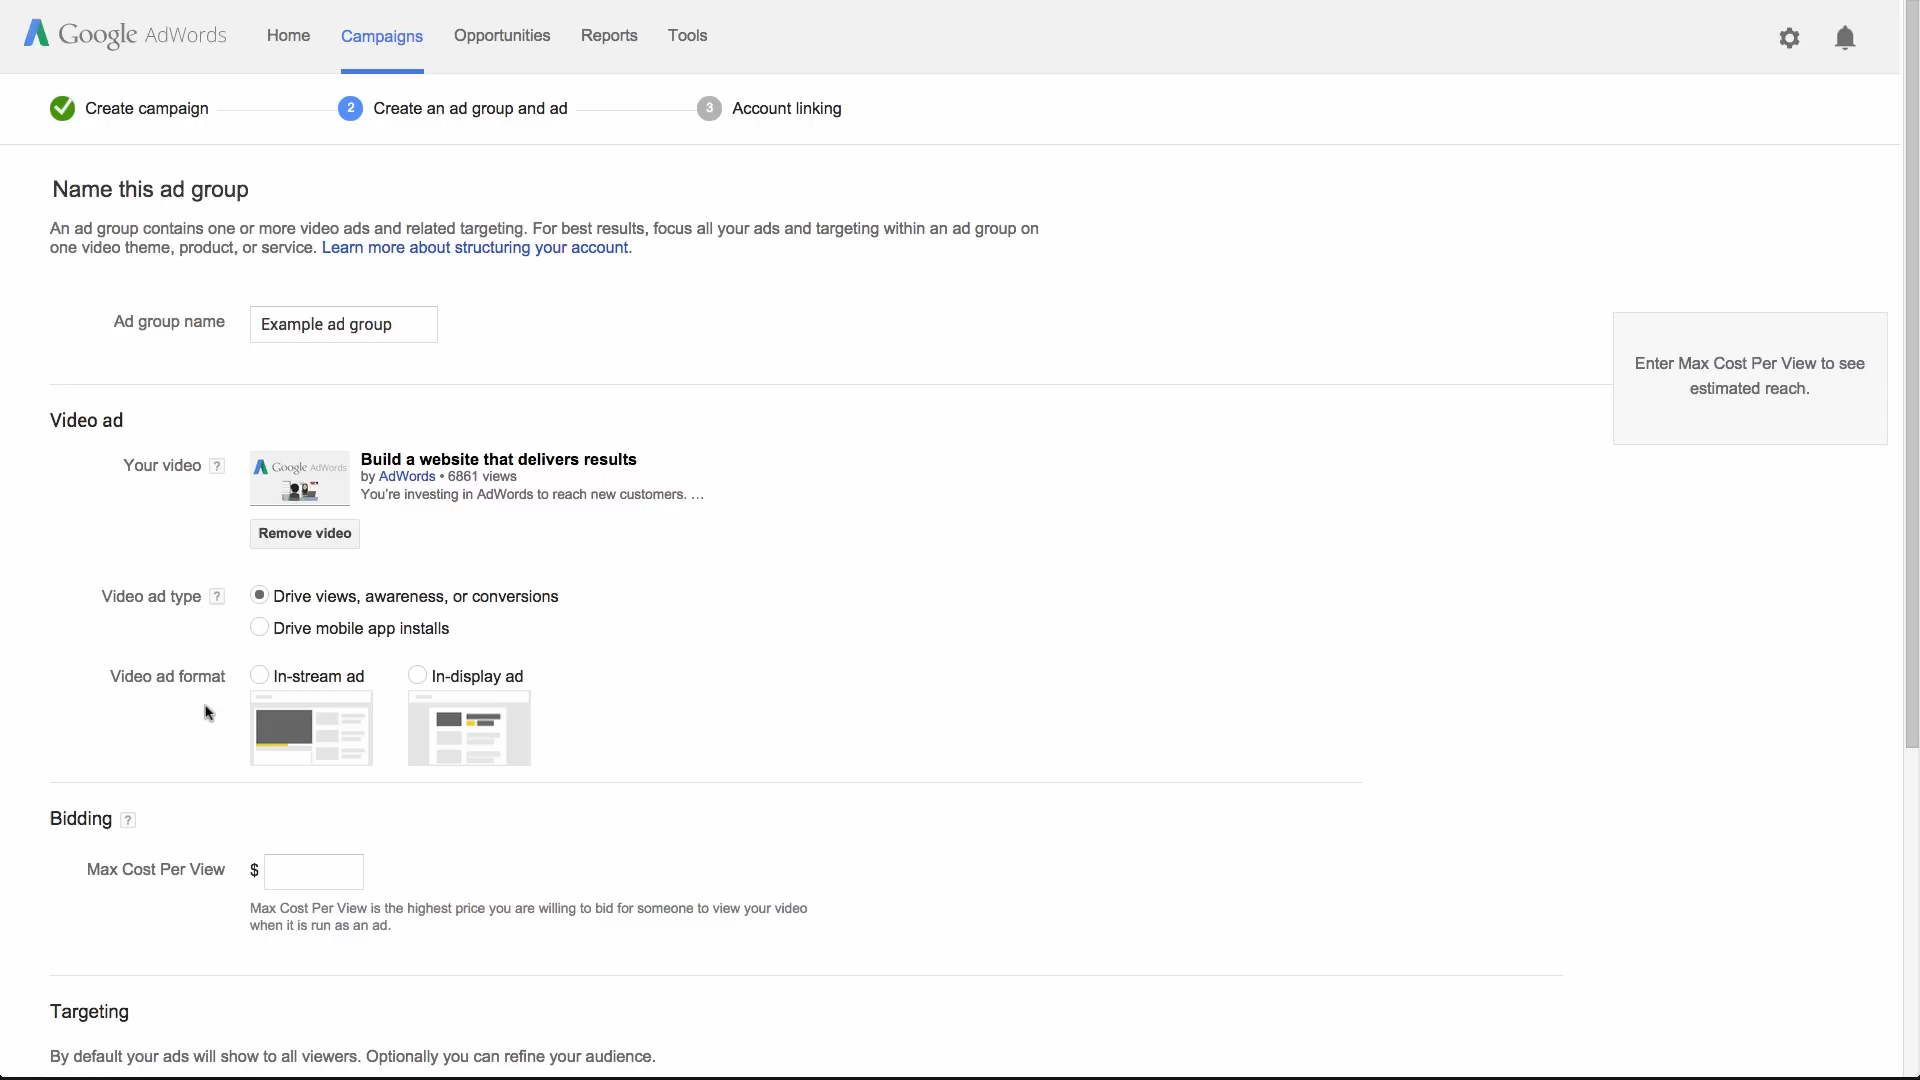 Google AdWords Home Campaigns Opportunities Reports Tools
Create campaign 2 Create an ad group and ad 3 Account linking
Name this ad group
An ad group contains one or more video ads and related targeting. For best results, focus all your ads and targeting within an ad group on
one video theme, product, or service. Learn more about structuring your account.
Ad group name Example ad group
Enter Max Cost Per View to see
estimated reach.
Video ad
Your video ? Google AdWords Build a website that delivers results
by AdWords • 6861 views
You're investing in AdWords to reach new customers. …
Remove video
Video ad type ? Drive views, awareness, or conversions
Drive mobile app installs
Video ad format In-stream ad In-display ad
Bidding ?
Max Cost Per View $
Max Cost Per View is the highest price you are willing to bid for someone to view your video
when it is run as an ad.
Targeting
By default your ads will show to all viewers. Optionally you can refine your audience.